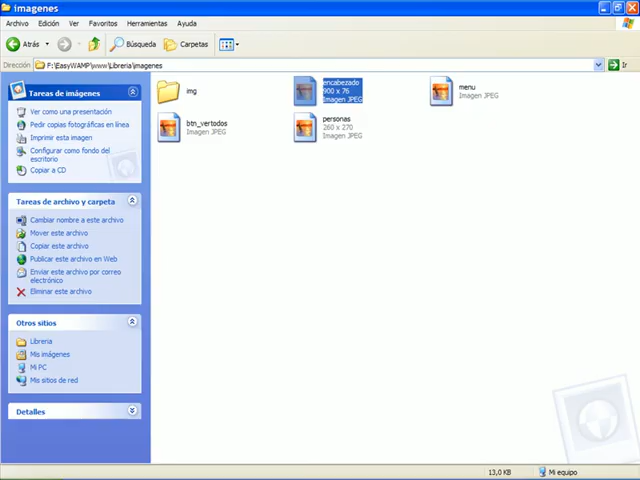 imagenes
Archivo Edición Ver Favoritos Herramientas Ayuda
Atrás Búsqueda Carpetas
Dirección F:\EasyWAMP\www\Libreria\imagenes Ir
Tareas de imágenes
Ver como una presentación
Pedir copias fotográficas en línea
Imprimir esta imagen
Configurar como fondo del
escritorio
Copiar a CD
Tareas de archivo y carpeta
Cambiar nombre a este archivo
Mover este archivo
Copiar este archivo
Publicar este archivo en Web
Enviar este archivo por correo
electrónico
Eliminar este archivo
Otros sitios
Libreria
Mis imágenes
Mi PC
Mis sitios de red
Detalles
img
encabezado
900 x 76
Imagen JPEG
menu
Imagen JPEG
btn_vertodos
Imagen JPEG
personas
260 x 270
Imagen JPEG
13,0 KB Mi equipo